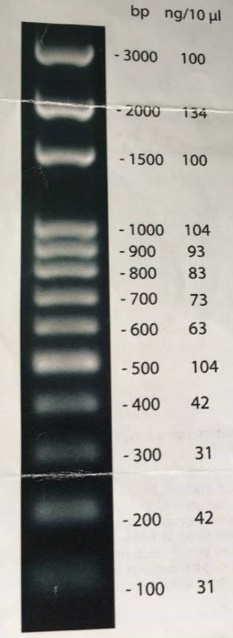 bp ng/10 µl
- 3000 100
- 2000 134
- 1500 100
- 1000 104
- 900 93
- 800 83
- 700 73
- 600 63
- 500 104
- 400 42
- 300 31
- 200 42
- 100 31